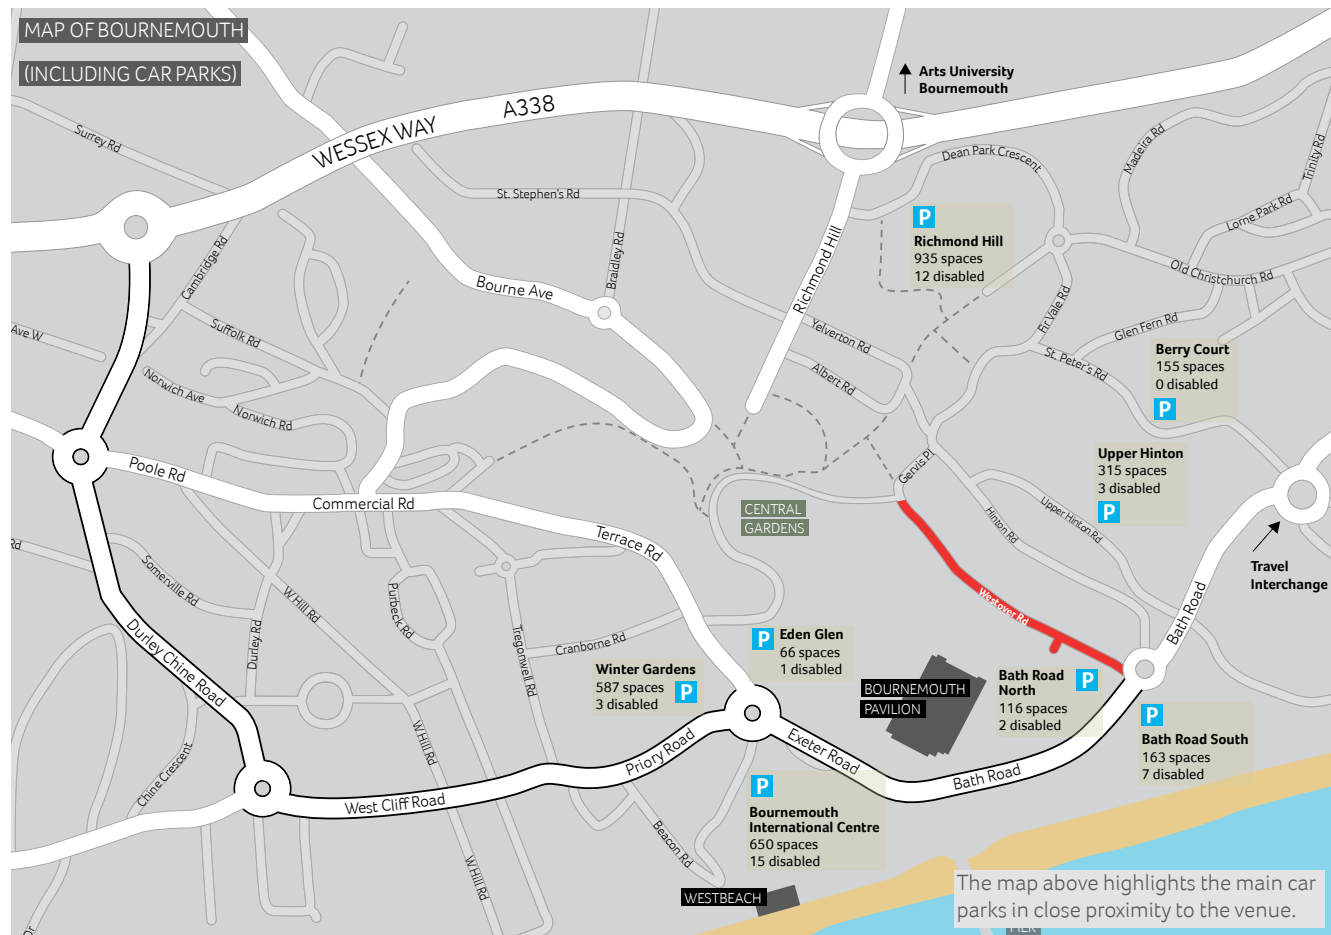 MAP OF BOURNEMOUTH
(INCLUDING CAR PARKS)
Arts University
Bournemouth
A338
WESSEX WAY
Surrey Rd
St. Stephen's Rd
Dean Park Crescent
Madeira Rd
Trinity Rd
Lorne Park Rd
Old Christchurch Rd
P
Richmond Hill
935 spaces
12 disabled
Cambridge Rd
Braidley Rd
Bourne Ave
Richmond Hill
Fir Vale Rd
Glen Fern Rd
St. Peter's Rd
Yelverton Rd
Albert Rd
Ave W
Suffolk Rd
Norwich Ave
Norwich Rd
Berry Court
155 spaces
0 disabled
P
Upper Hinton
315 spaces
3 disabled
P
Poole Rd
Commercial Rd
Terrace Rd
Gervis Pl
CENTRAL
GARDENS
Hinton Rd
Upper Hinton Rd
Westover Rd
Travel
Interchange
Bath Road
Rd
Somerville Rd
W.Hill Rd
Durley Rd
Purbeck Rd
Tregonwell Rd
Cranborne Rd
Durley Chine Road
P
Eden Glen
66 spaces
1 disabled
Winter Gardens
587 spaces
3 disabled
P
BOURNEMOUTH
PAVILION
Bath Road
North
116 spaces
2 disabled
P
P
Bath Road South
163 spaces
7 disabled
Chine Crescent
W.Hill Rd
Priory Road
Exeter Road
Bath Road
West Cliff Road
P
Bournemouth
International Centre
650 spaces
15 disabled
Beacon Rd
W.Hill Rd
WESTBEACH
The map above highlights the main car
parks in close proximity to the venue.
PIER
Dr